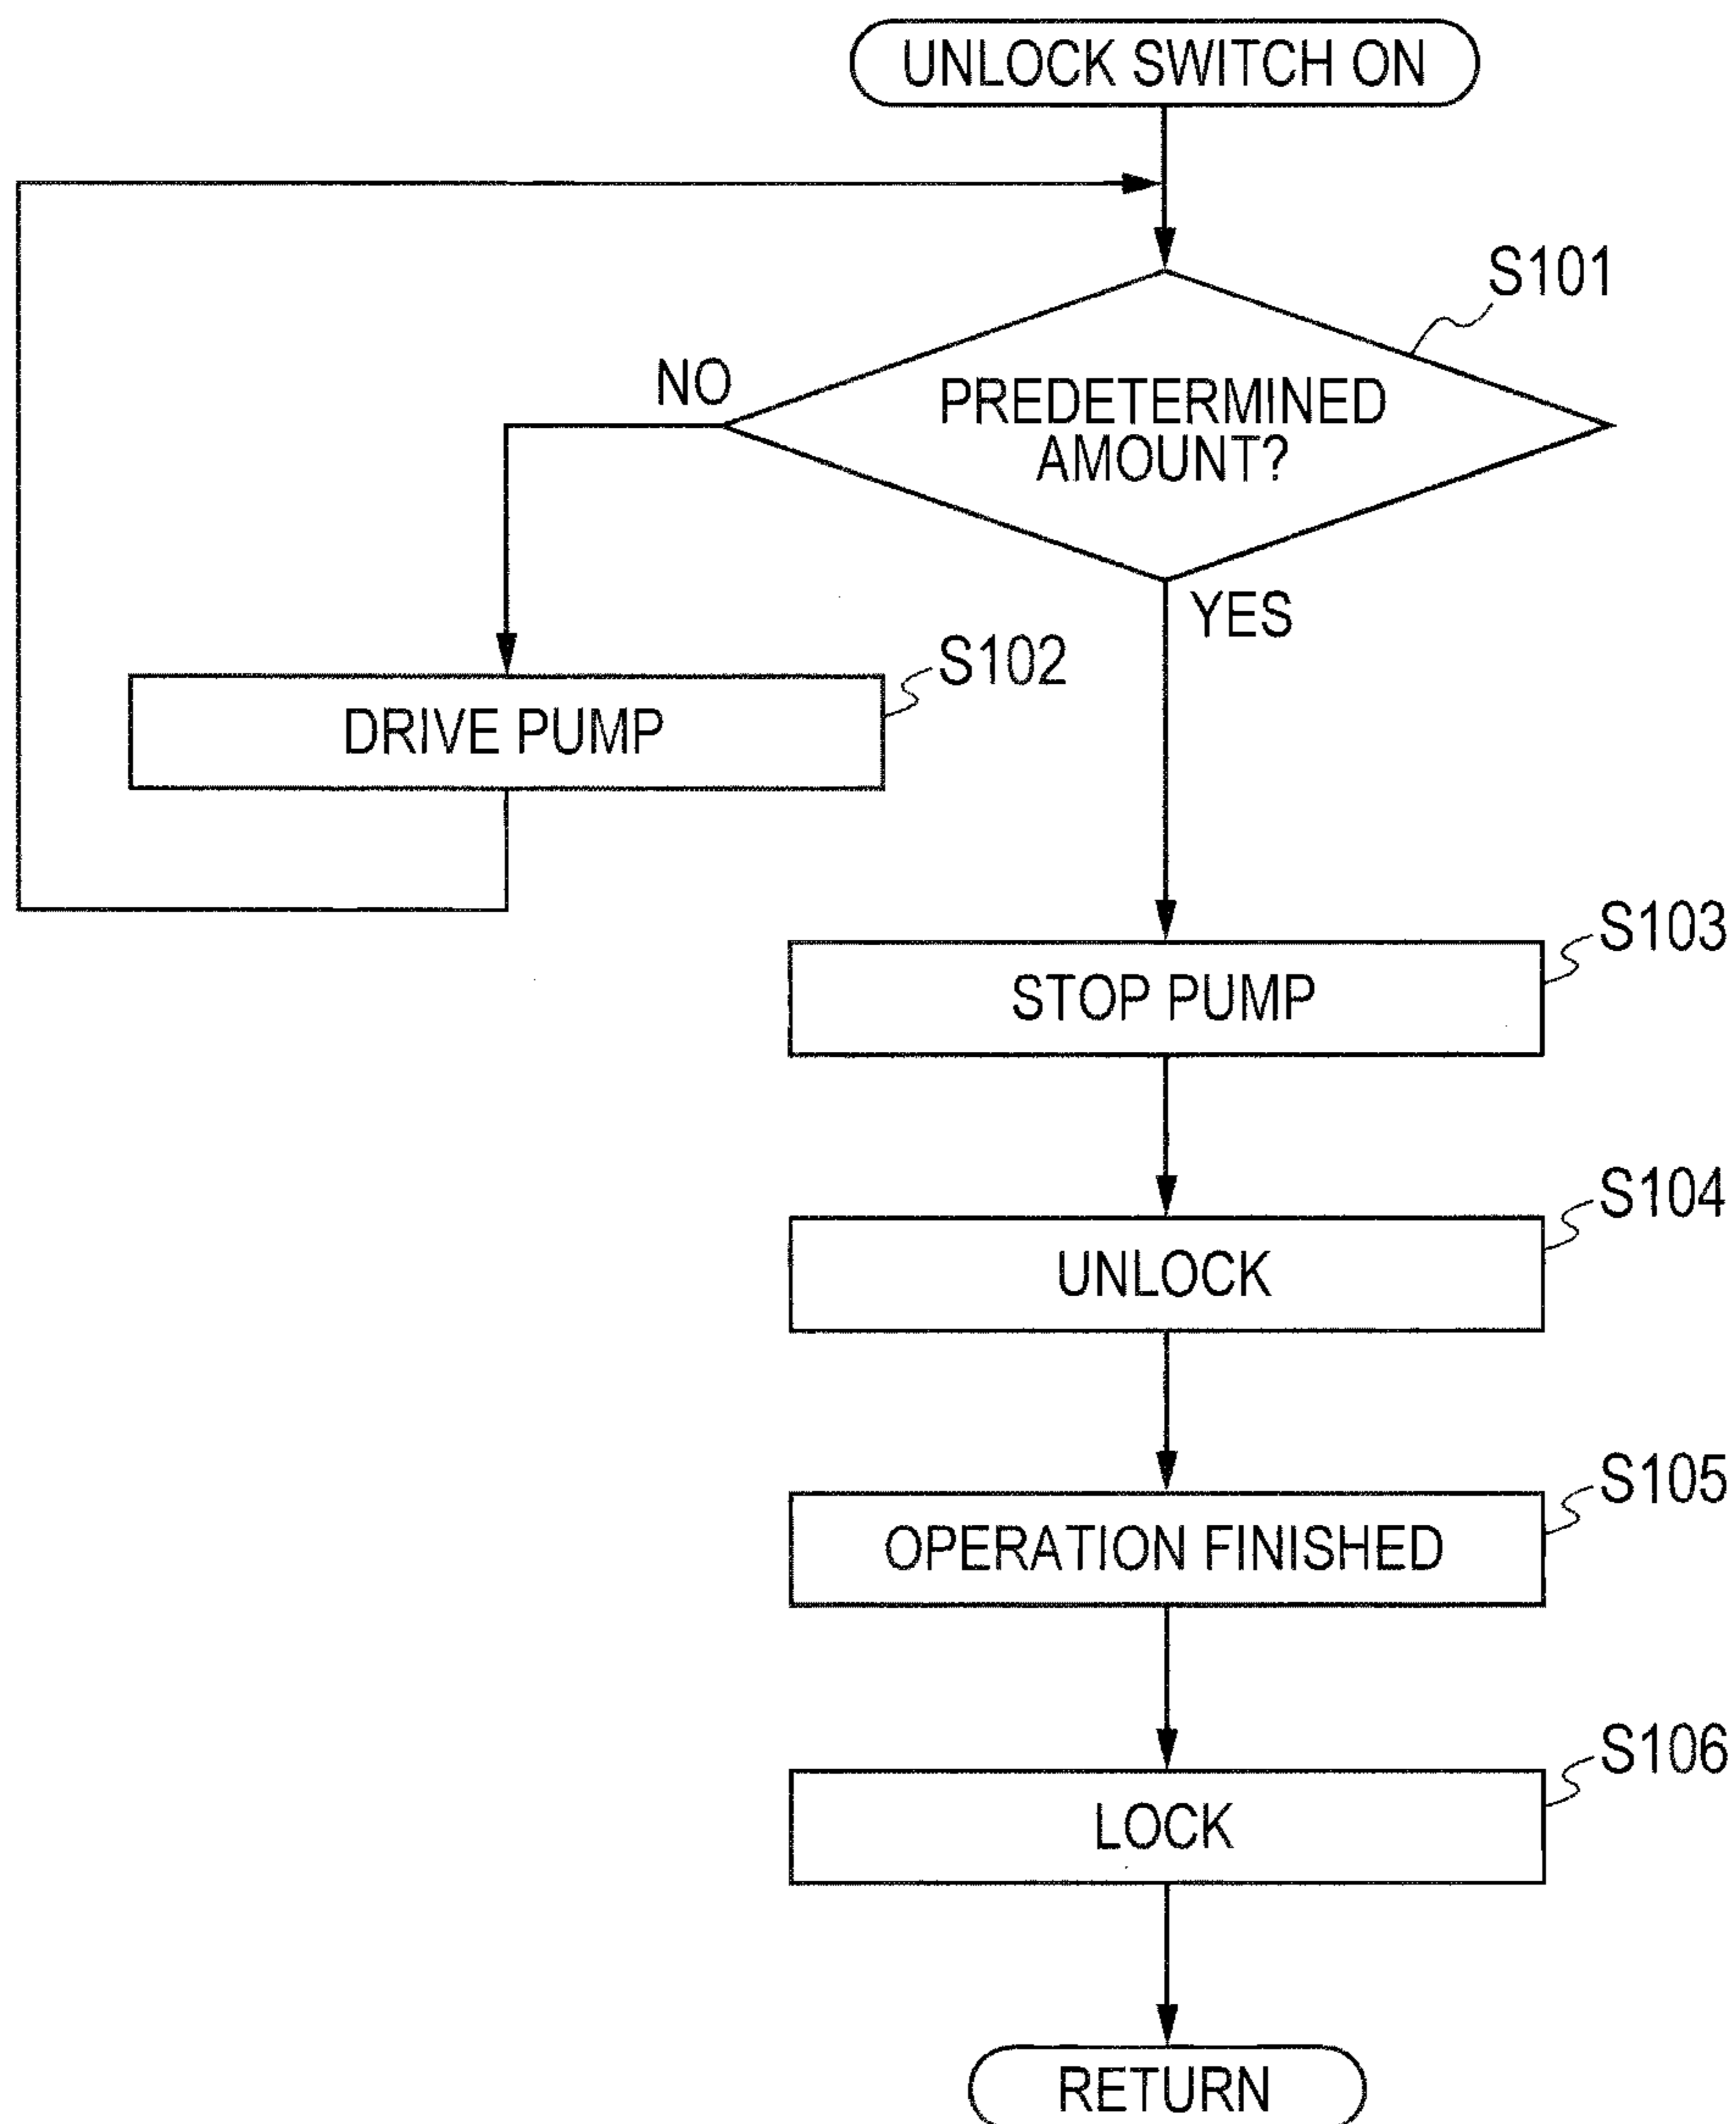 UNLOCK SWITCH ON
S101
NO
PREDETERMINED
AMOUNT?
YES
S102
DRIVE PUMP
S103
STOP PUMP
S104
UNLOCK
S105
OPERATION FINISHED
S106
LOCK
RETURN